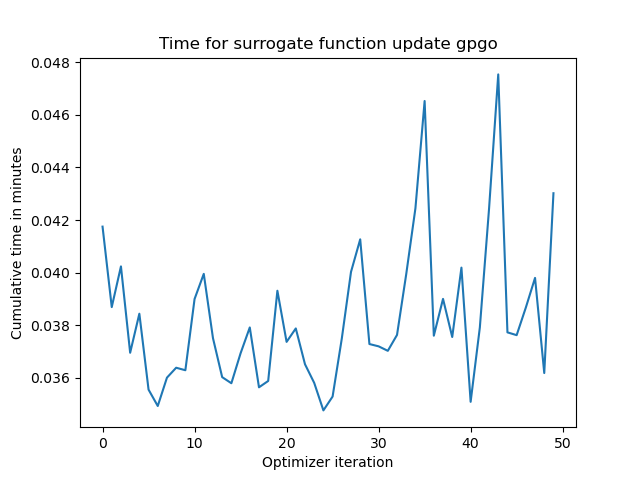 Time for surrogate function update gpgo
0.048
0.046
0.044
0.042
0.040
0.038
0.036
Cumulative time in minutes
0 10 20 30 40 50
Optimizer iteration